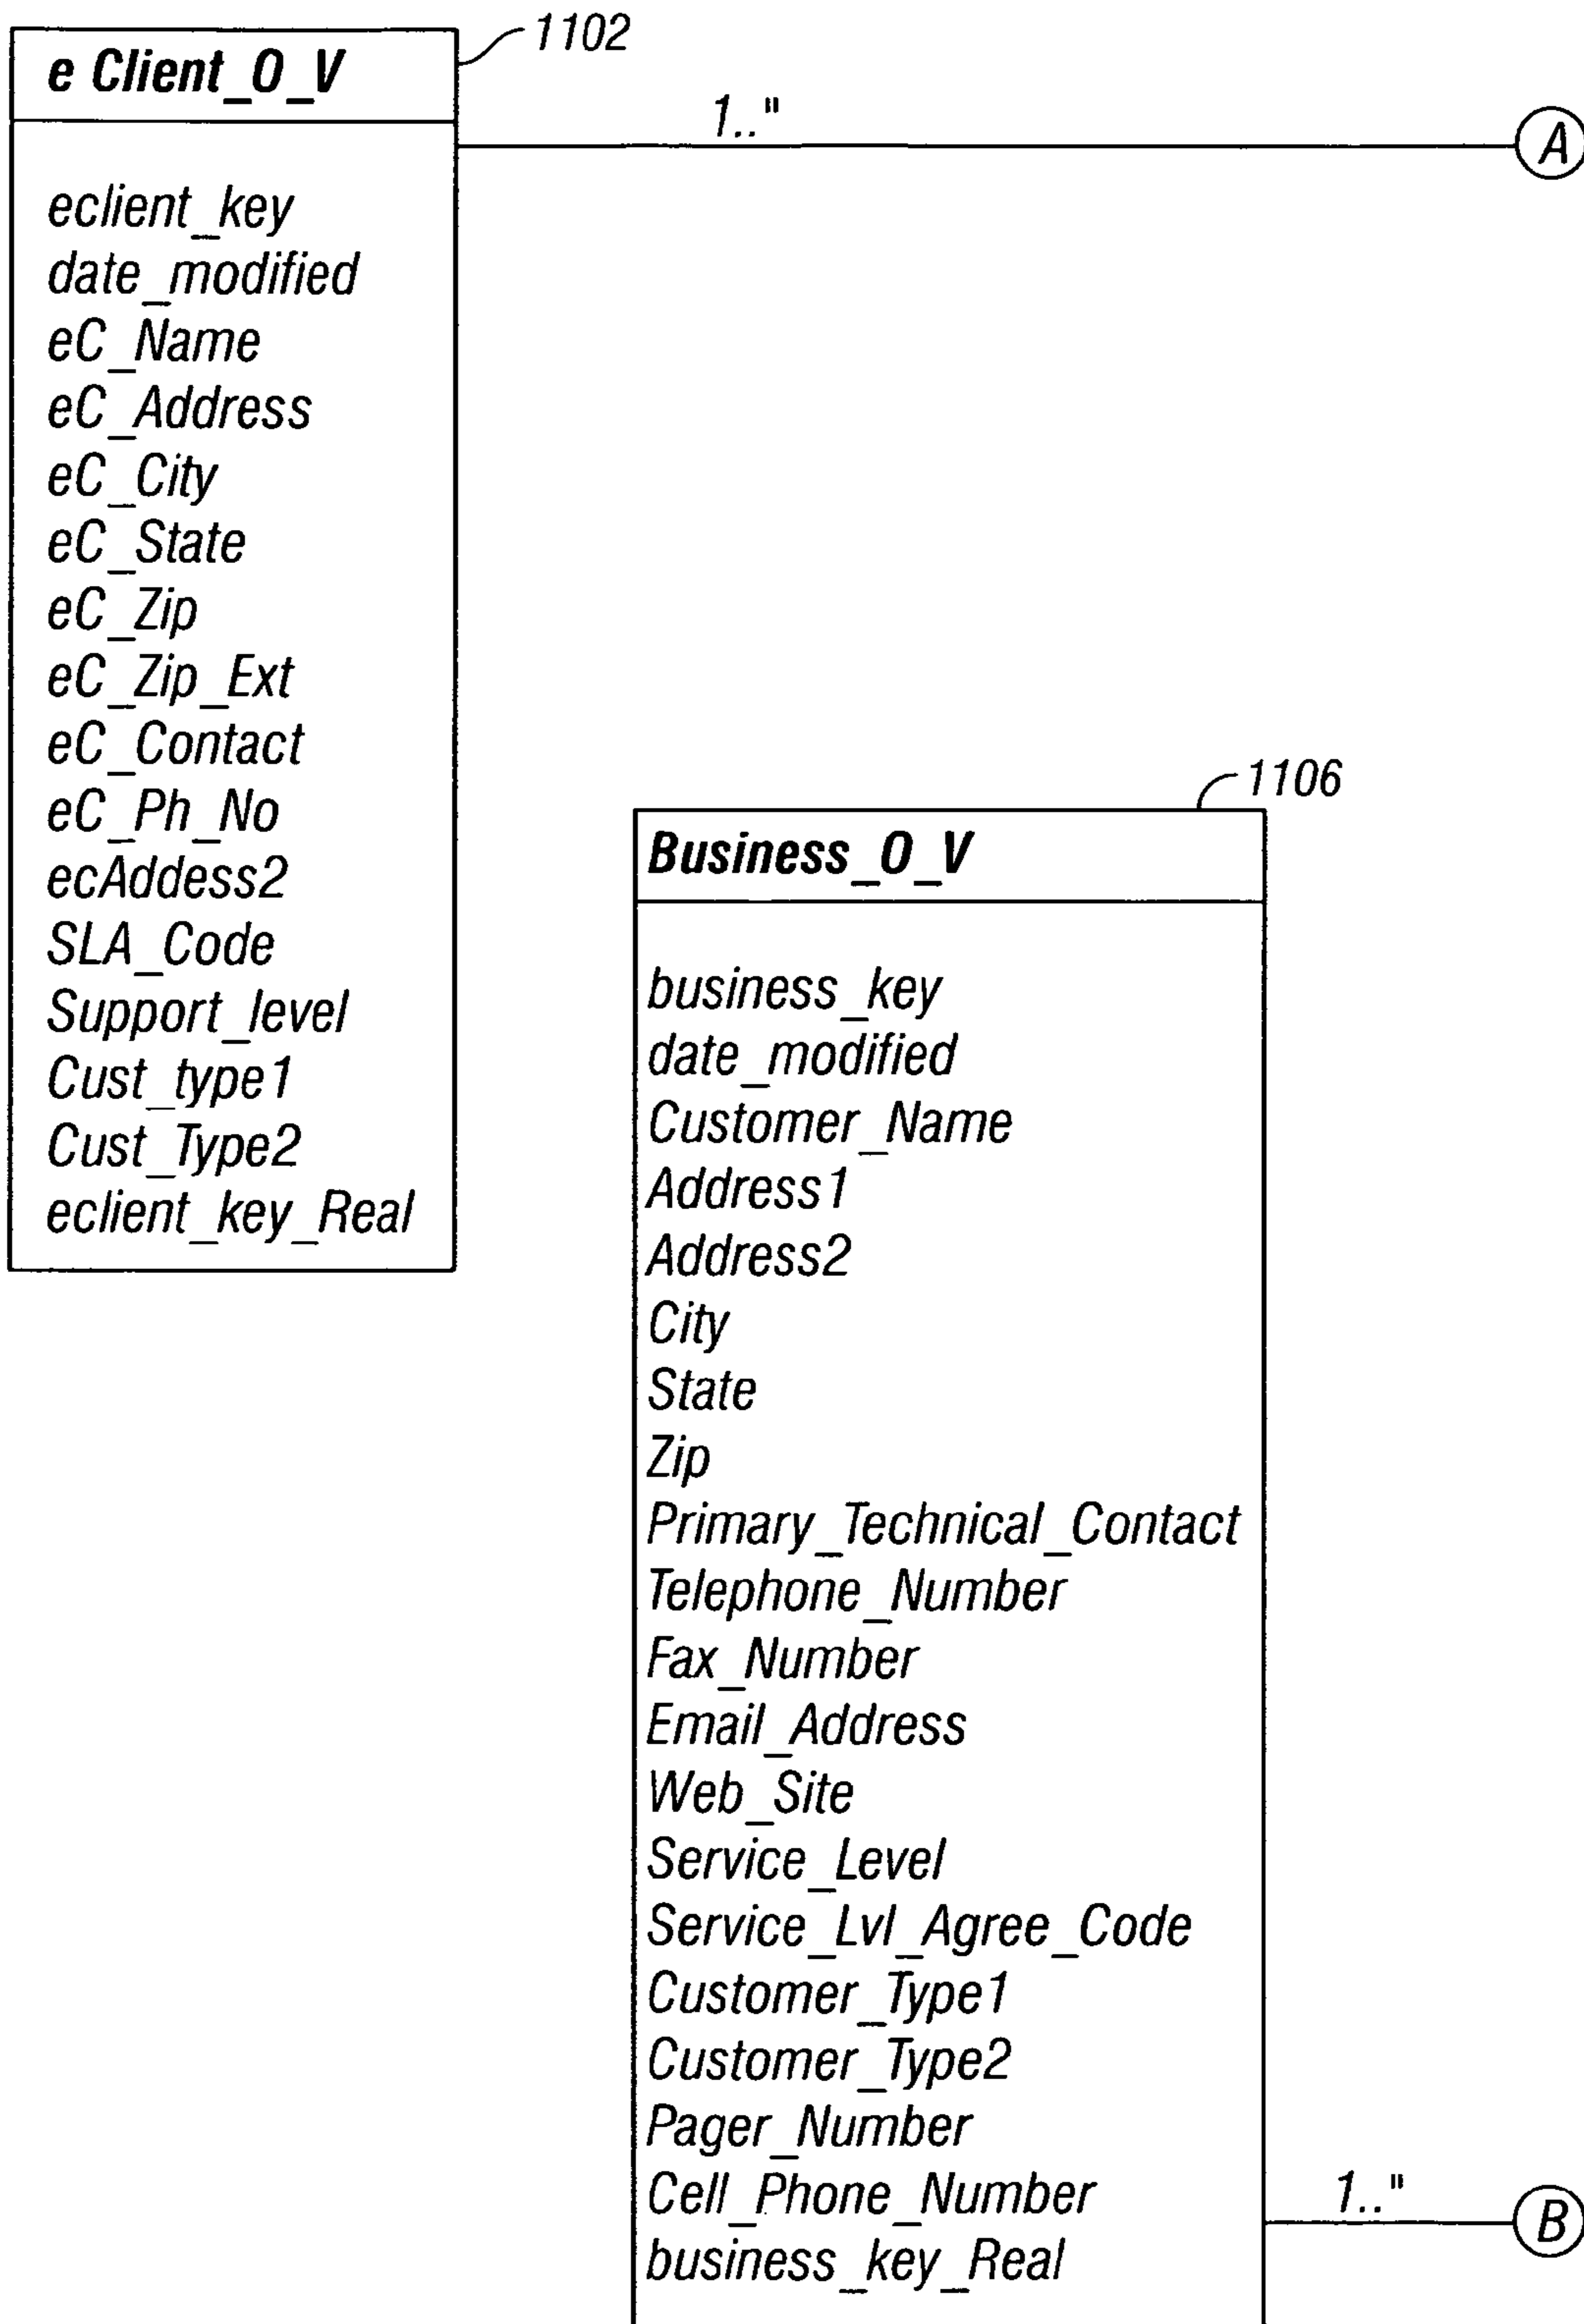 1102
e Client_O_V
1.."
A
eclient_key
date_modified
eC_Name
eC_Address
eC_City
eC_State
eC_Zip
eC_Zip_Ext
eC_Contact
eC_Ph_No
ecAddess2
SLA_Code
Support_level
Cust_type1
Cust_Type2
eclient_key_Real
1106
Business_O_V
business_key
date_modified
Customer_Name
Address1
Address2
City
State
Zip
Primary_Technical_Contact
Telephone_Number
Fax_Number
Email_Address
Web_Site
Service_Level
Service_Lvl_Agree_Code
Customer_Type1
Customer_Type2
Pager_Number
Cell_Phone_Number
business_key_Real
1.."
B